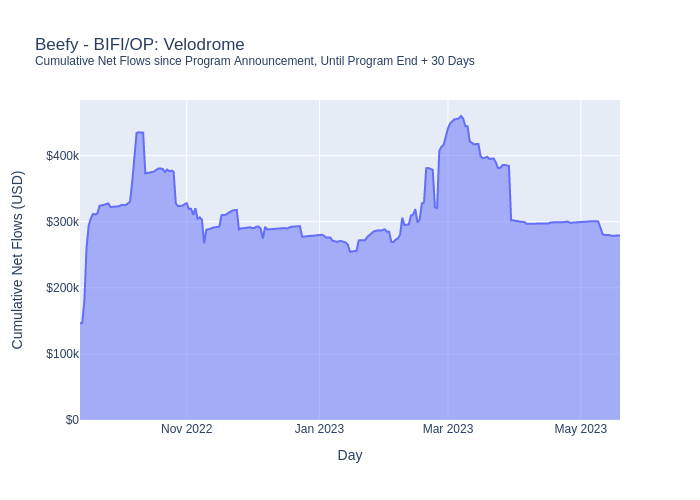 Beefy - BIFI/OP: Velodrome
Cumulative Net Flows since Program Announcement, Until Program End + 30 Days
Cumulative Net Flows (USD)
$400k
$300k
$200k
$100k
$0
Nov 2022
Jan 2023
Mar 2023
May 2023
Day